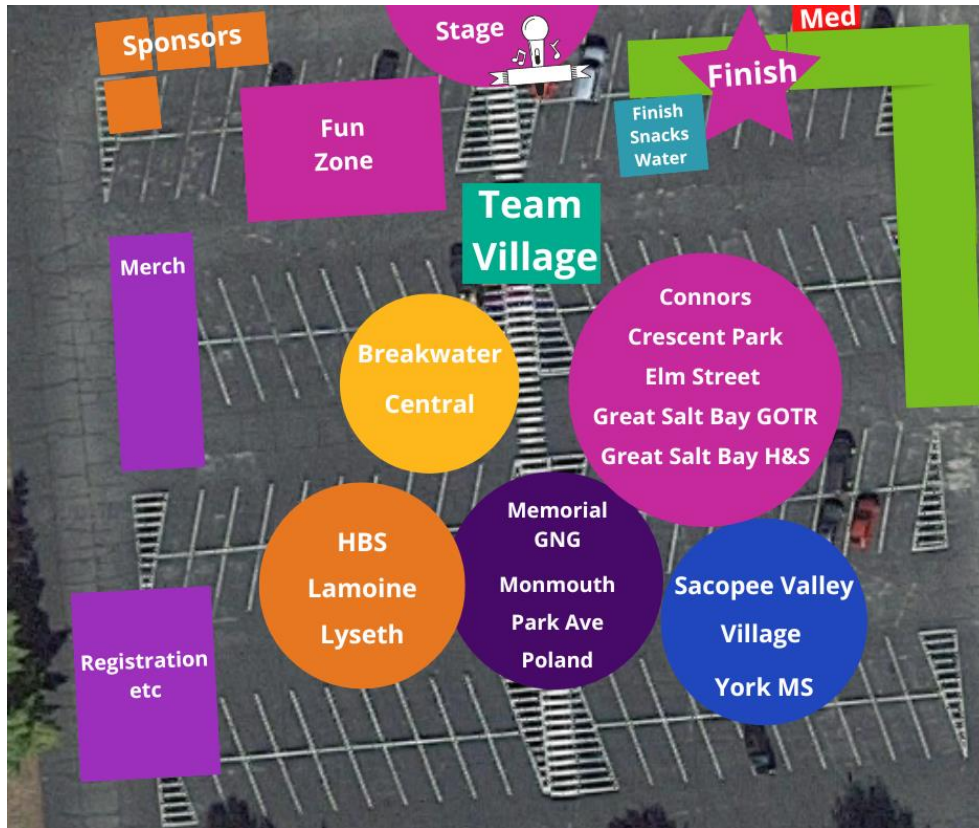 Sponsors
Stage
Med
Finish
Finish
Snacks
Water
Fun
Zone
Team
Village
Merch
Breakwater
Central
Connors
Crescent Park
Elm Street
Great Salt Bay GOTR
Great Salt Bay H&S
HBS
Lamoine
Lyseth
Memorial
GNG
Monmouth
Park Ave
Poland
Sacopee Valley
Village
York MS
Registration
etc